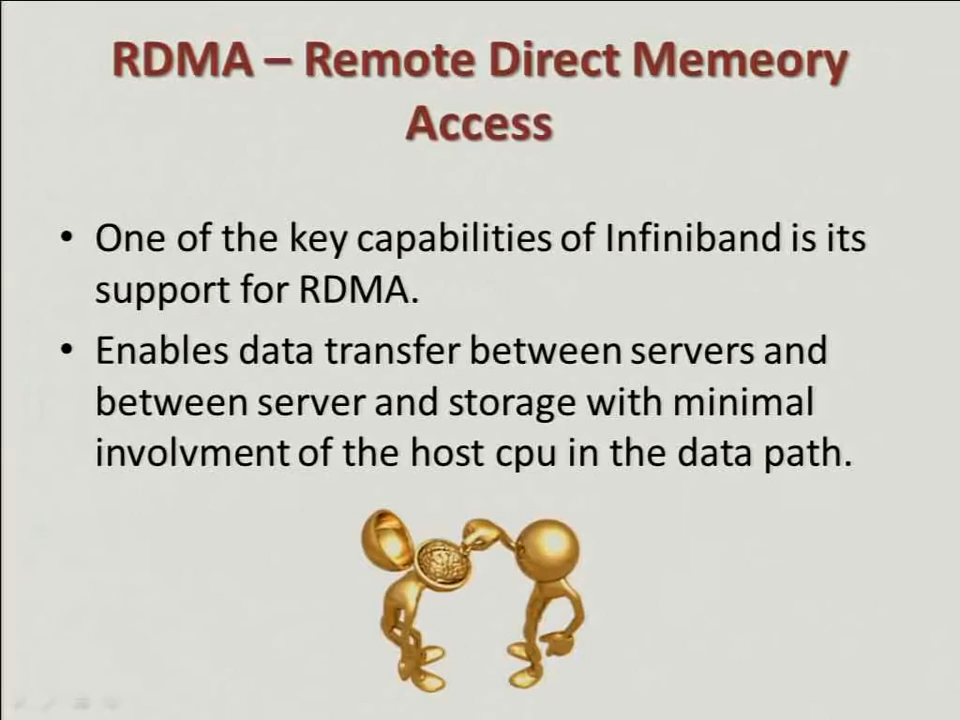 RDMA – Remote Direct Memeory
Access
• One of the key capabilities of Infiniband is its
support for RDMA.
• Enables data transfer between servers and
between server and storage with minimal
involvment of the host cpu in the data path.